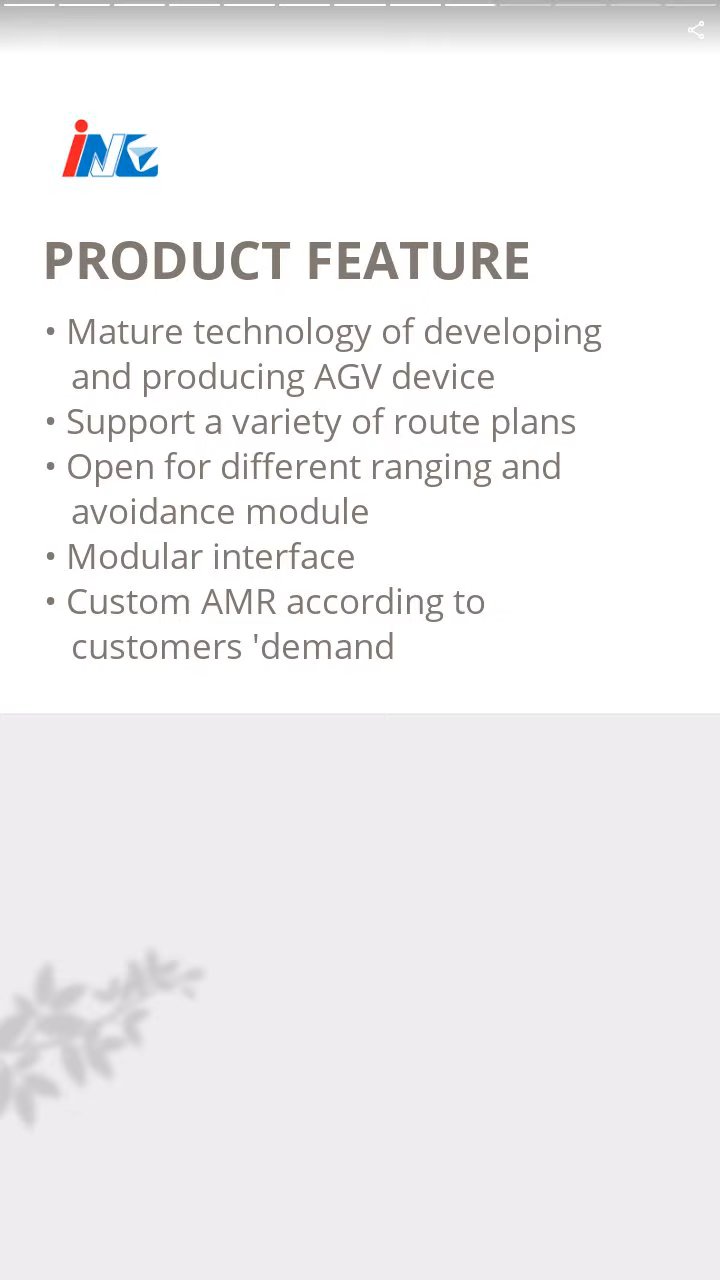 iNG
PRODUCT FEATURE
• Mature technology of developing
and producing AGV device
• Support a variety of route plans
• Open for different ranging and
avoidance module
• Modular interface
• Custom AMR according to
customers 'demand